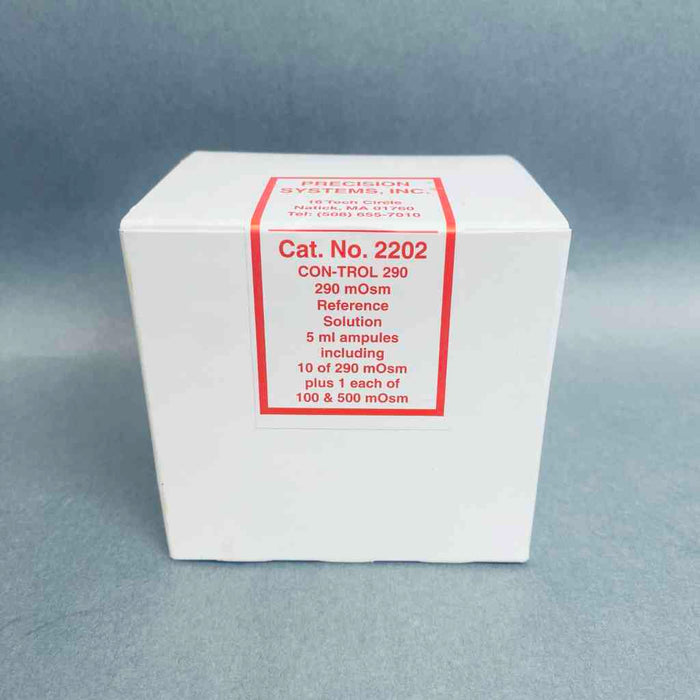 PRECISION
SYSTEMS, INC.
16 Tech Circle
Natick, MA 01760
Tel: (508) 655-7010
Cat. No. 2202
CON-TROL 290
290 mOsm
Reference
Solution
5 ml ampules
including
10 of 290 mOsm
plus 1 each of
100 & 500 mOsm